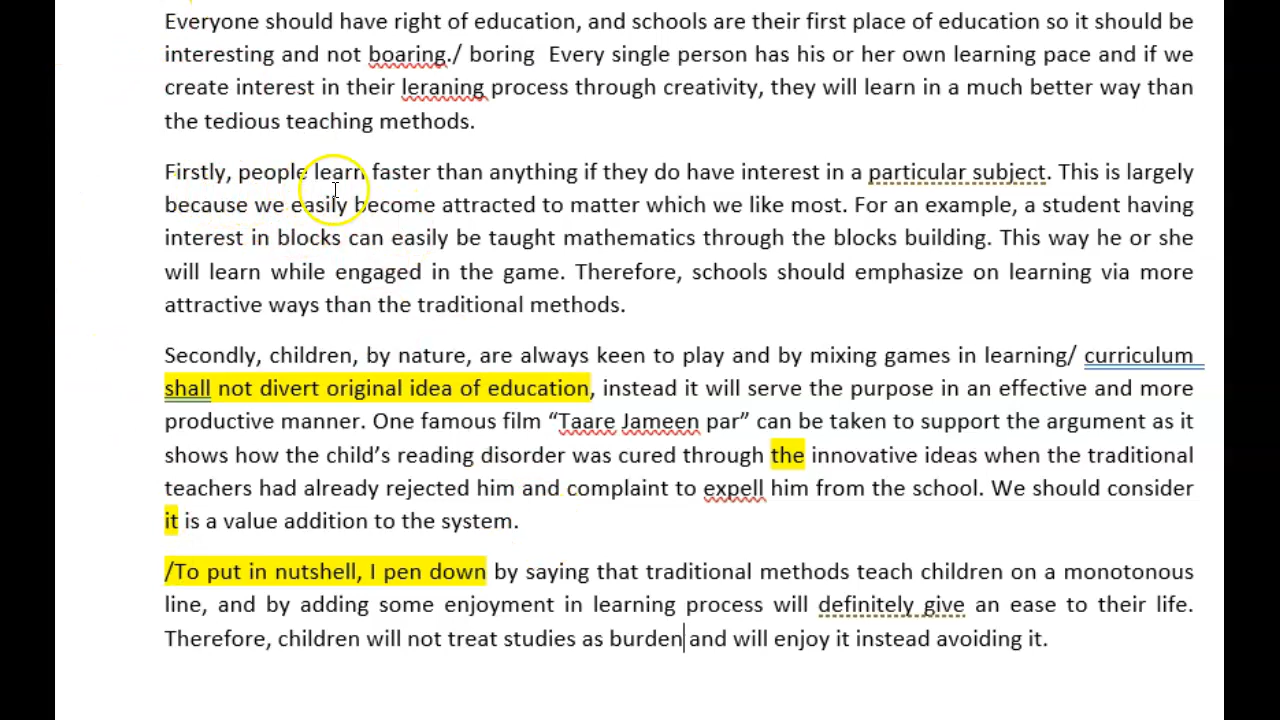 Everyone should have right of education, and schools are their first place of education so it should be
interesting and not boaring./ boring  Every single person has his or her own learning pace and if we
create interest in their leraning process through creativity, they will learn in a much better way than
the tedious teaching methods.
Firstly, people learn faster than anything if they do have interest in a particular subject. This is largely
because we easily become attracted to matter which we like most. For an example, a student having
interest in blocks can easily be taught mathematics through the blocks building. This way he or she
will learn while engaged in the game. Therefore, schools should emphasize on learning via more
attractive ways than the traditional methods.
Secondly, children, by nature, are always keen to play and by mixing games in learning/ curriculum
shall not divert original idea of education, instead it will serve the purpose in an effective and more
productive manner. One famous film “Taare Jameen par” can be taken to support the argument as it
shows how the child’s reading disorder was cured through the innovative ideas when the traditional
teachers had already rejected him and complaint to expell him from the school. We should consider
it is a value addition to the system.
/To put in nutshell, I pen down by saying that traditional methods teach children on a monotonous
line, and by adding some enjoyment in learning process will definitely give an ease to their life.
Therefore, children will not treat studies as burden and will enjoy it instead avoiding it.